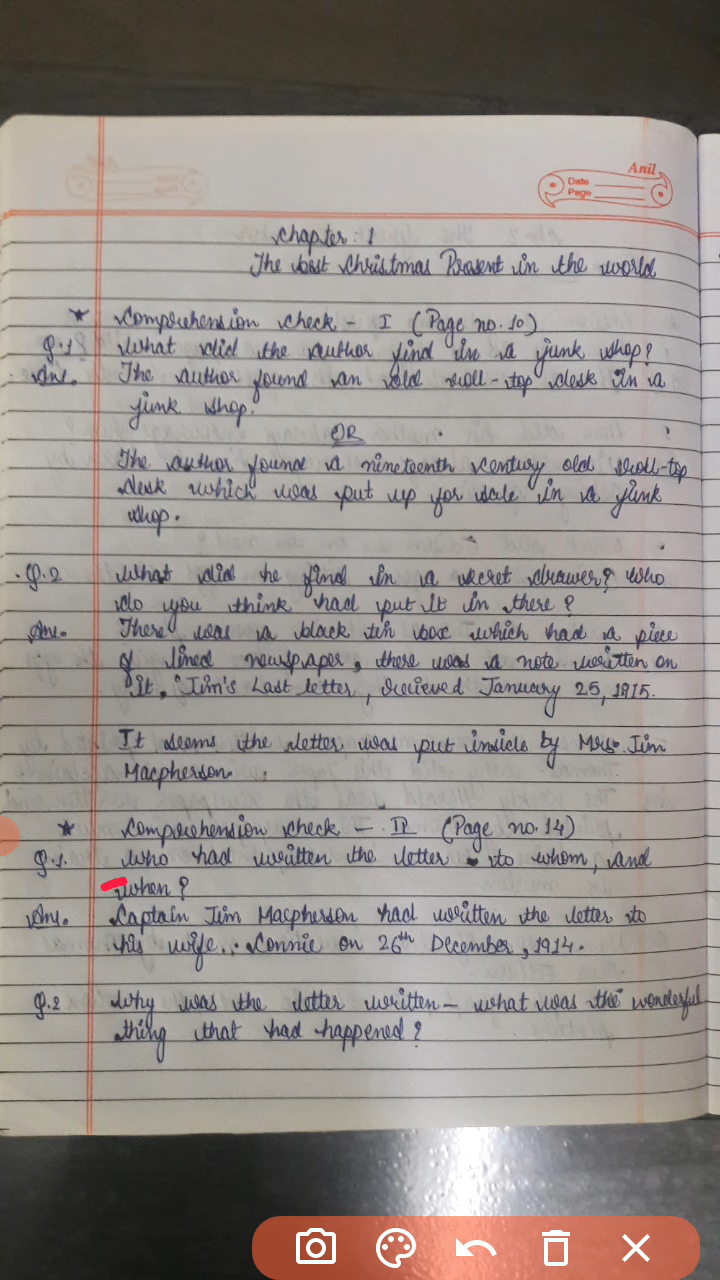 Anil
Date
Page
Chapter: 1
The best Christmas Present in the world
* Comprehension check - I (Page no. 10)
Q.1 What did the author find in a junk shop?
Ans. The author found an old roll-top desk in a
junk shop.
OR
The author found a nineteenth century old roll-top
desk which was put up for sale in a junk
shop.
Q.2 What did he find in a secret drawer? Who
do you think had put it in there?
Ans. There was a black tin box which had a piece
of lined newspaper, there was a note written on
it, "Jim's Last letter, recieved January 25, 1915.
It seems the letter was put inside by Mrs. Jim
Macpherson.
* Comprehension check - II (Page no. 14)
Q.1. Who had written the letter to whom, and
when?
Ans. Captain Jim Macpherson had written the letter to
his wife. Connie on 26th December, 1914.
Q.2 Why was the letter written - what was the wonderful
thing that had happened?